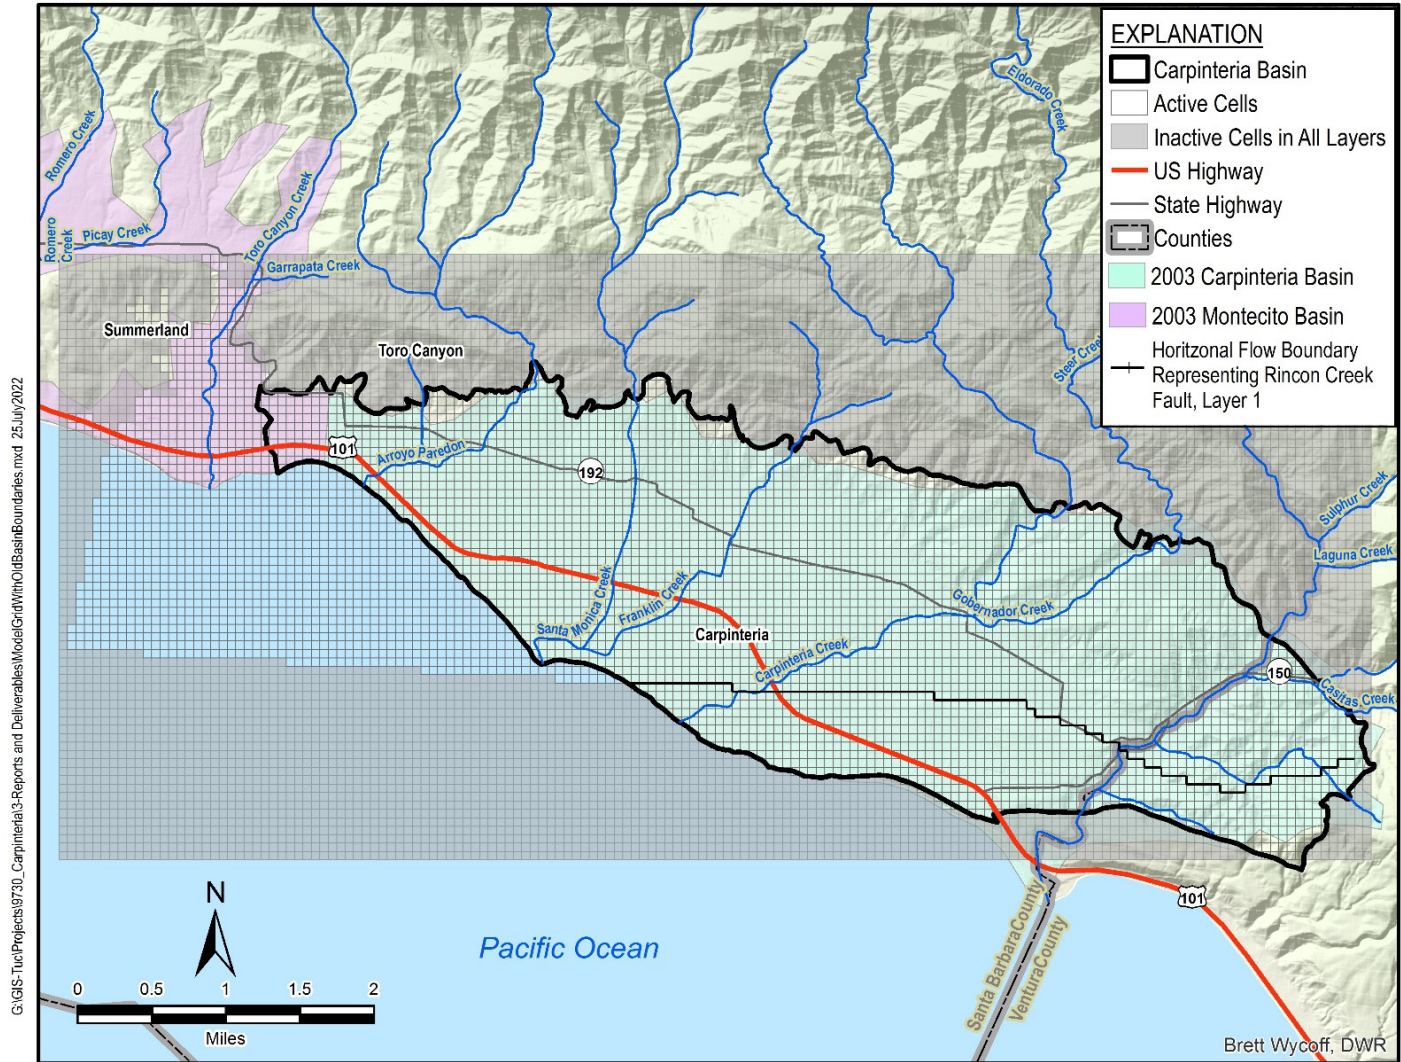 EXPLANATION
Carpinteria Basin
Active Cells
Inactive Cells in All Layers
US Highway
State Highway
Counties
2003 Carpinteria Basin
2003 Montecito Basin
Horitzonal Flow Boundary
Representing Rincon Creek
Fault, Layer 1
Eldorado Creek
Romero Creek
Romero
Creek
Picay Creek
Toro Canyon Creek
Garrapata Creek
Summerland
Toro Canyon
Steer Creek
101
Arroyo Paredon
192
Sulphur Creek
Laguna Creek
Santa Monica Creek
Franklin Creek
Gobernador Creek
Carpinteria
Carpinteria Creek
150
Casitas Creek
101
Santa BarbaraCounty
VenturaCounty
Pacific Ocean
N
0 0.5 1 1.5 2
Miles
Brett Wycoff, DWR
G:\GIS-Tuc\Projects\9730_Carpinteria\3-Reports and Deliverables\ModelGridWithOldBasinBoundaries.mxd 25July2022